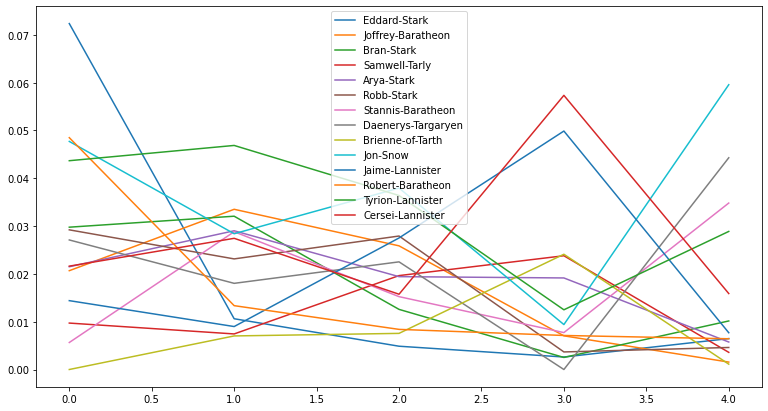 0.07
0.06
0.05
0.04
0.03
0.02
0.01
0.00
Eddard-Stark
Joffrey-Baratheon
Bran-Stark
Samwell-Tarly
Arya-Stark
Robb-Stark
Stannis-Baratheon
Daenerys-Targaryen
Brienne-of-Tarth
Jon-Snow
Jaime-Lannister
Robert-Baratheon
Tyrion-Lannister
Cersei-Lannister
0.0 0.5 1.0 1.5 2.0 2.5 3.0 3.5 4.0